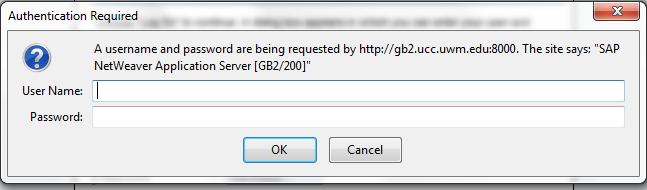 Authentication Required
A username and password are being requested by http://gb2.ucc.uwm.edu:8000. The site says: "SAP
NetWeaver Application Server [GB2/200]"
User Name:
Password:
OK
Cancel